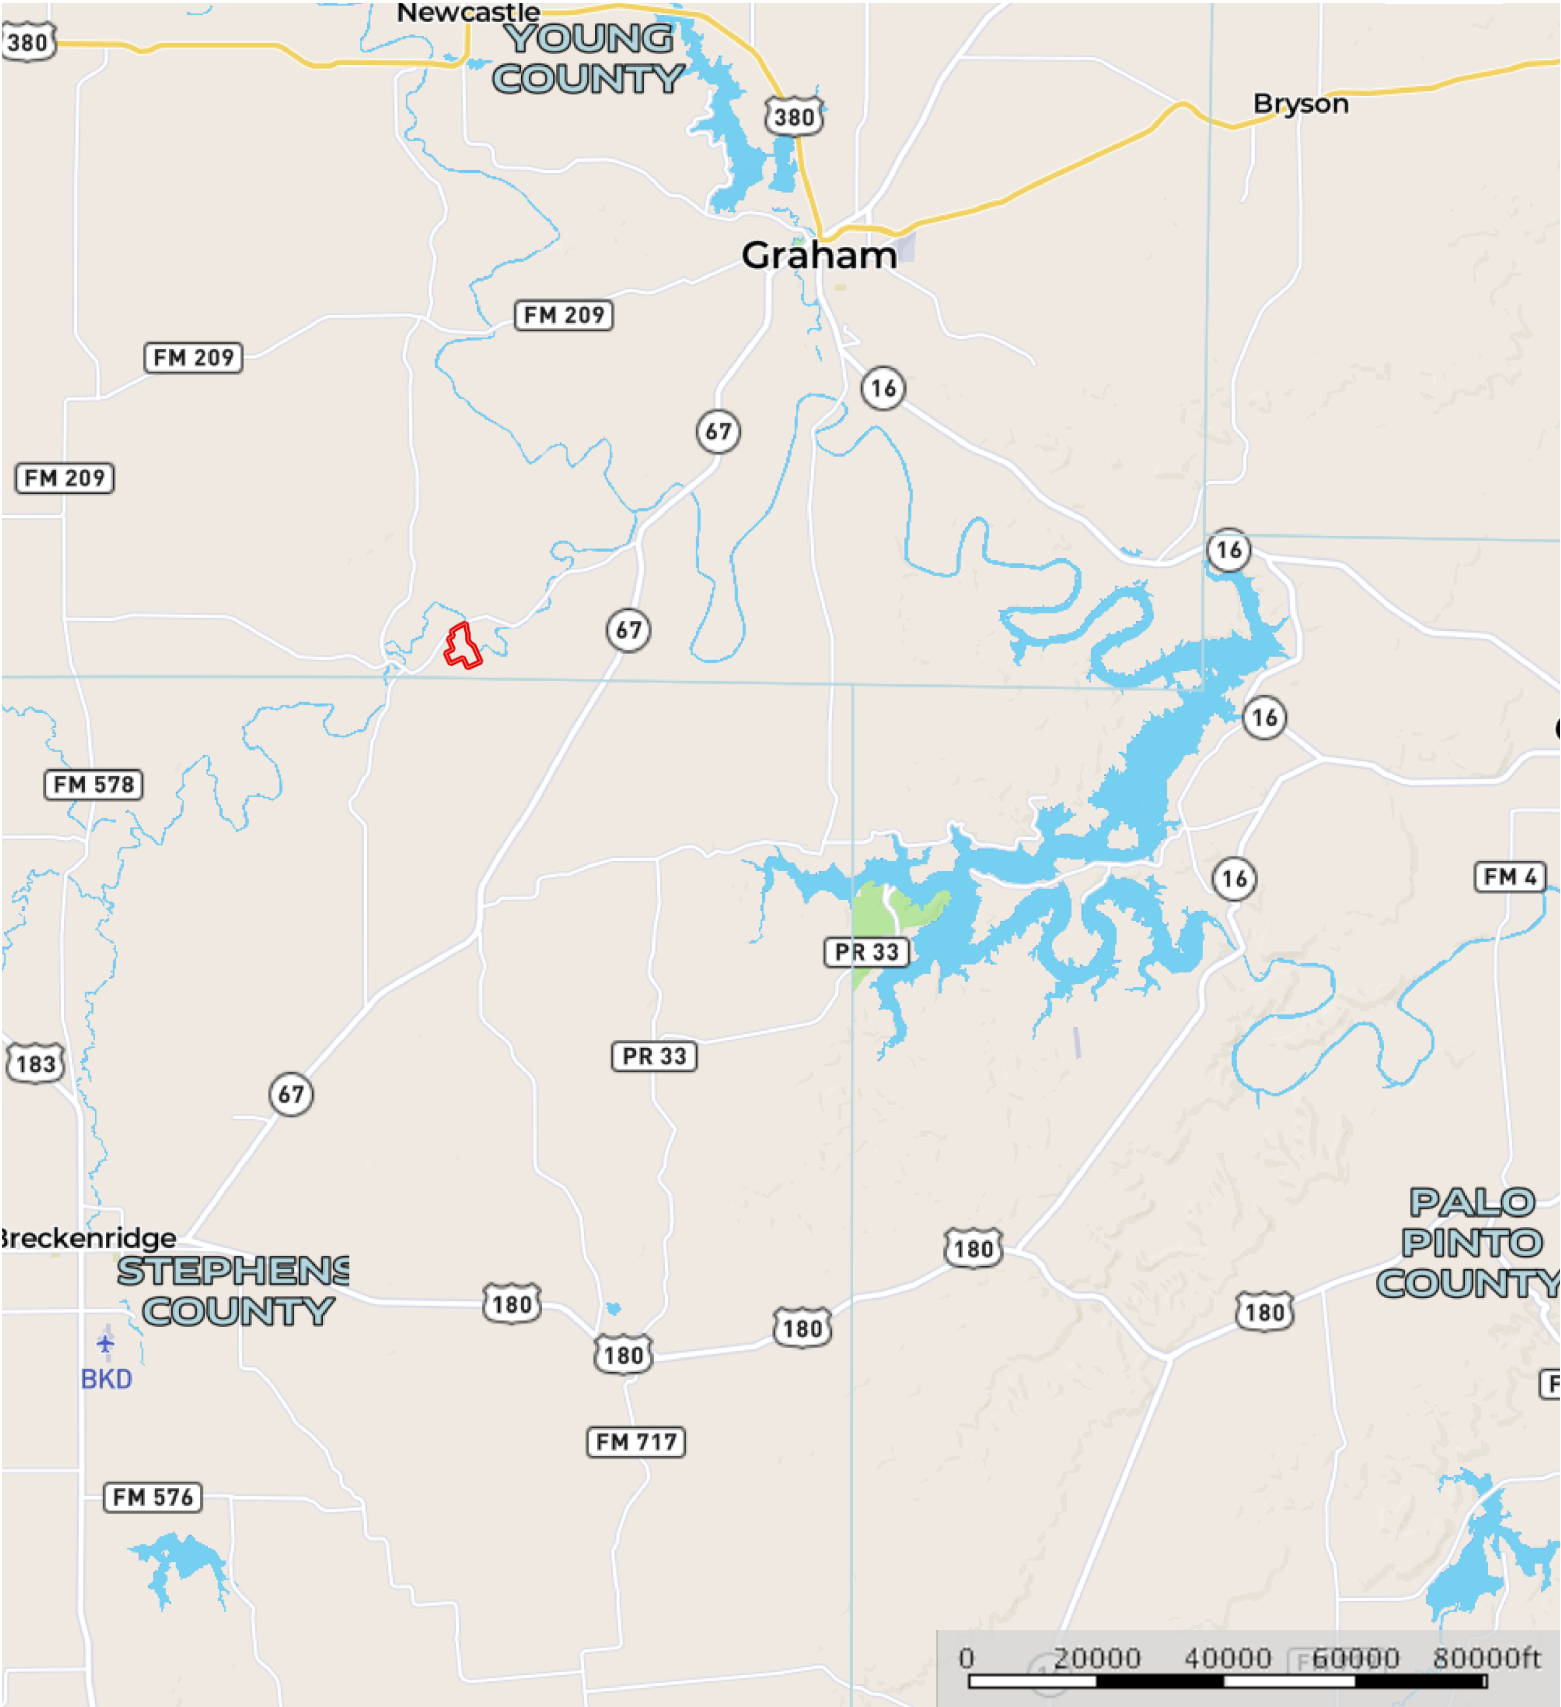 Newcastle
380
YOUNG
COUNTY
380
Bryson
Graham
FM 209
FM 209
16
67
FM 209
16
67
16
FM 578
16
FM 4
PR 33
PR 33
183
67
PALO
PINTO
COUNTY
Breckenridge
180
STEPHENS
COUNTY
180
180
180
180
BKD
FM 717
FM 576
0 20000 40000 60000 80000ft